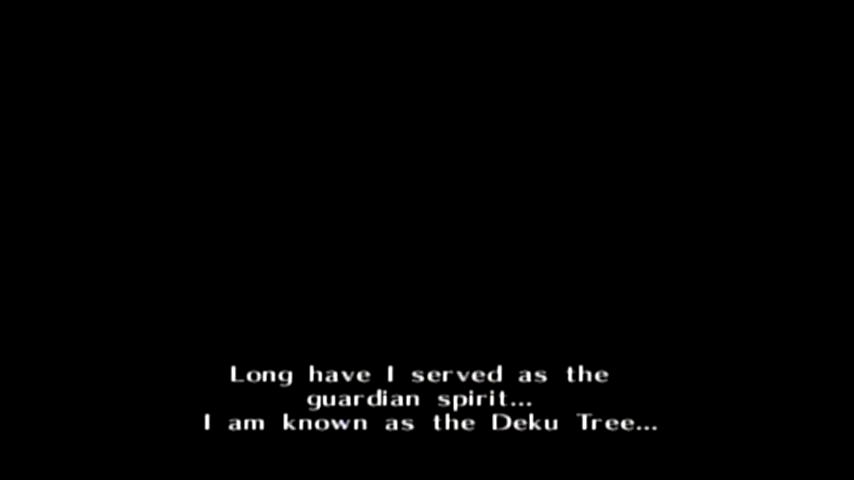 Long have I served as the
guardian spirit...
I am known as the Deku Tree...